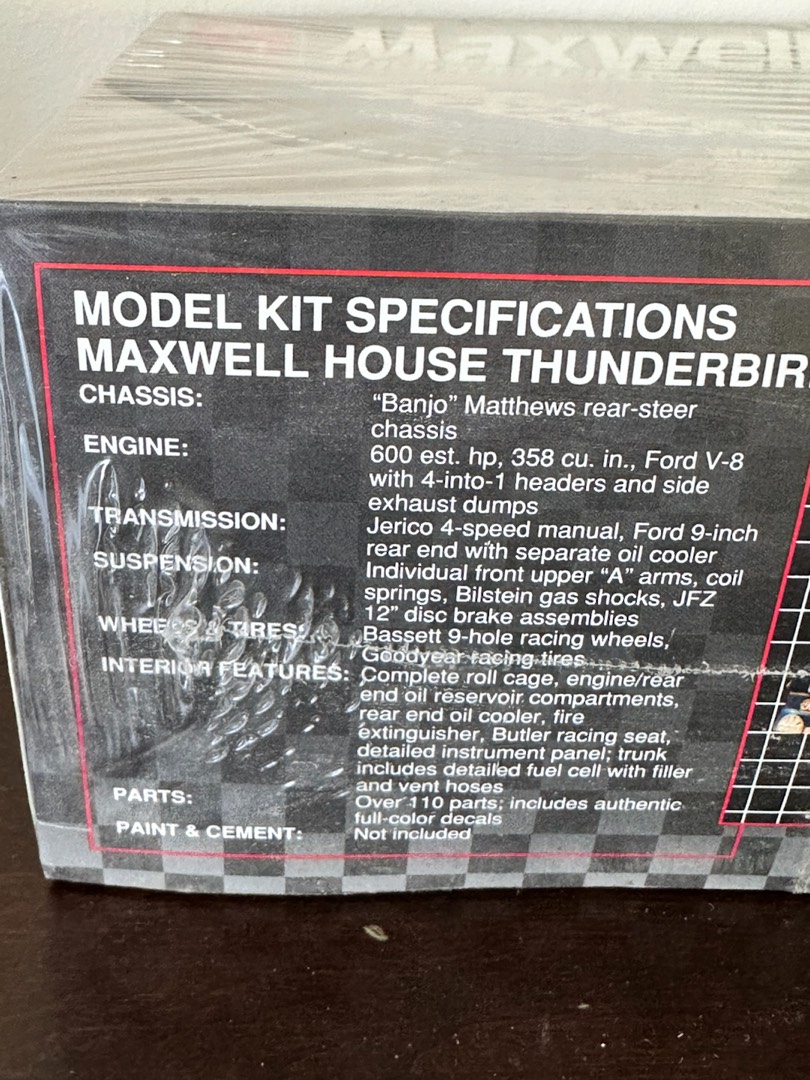 Maxwell
MODEL KIT SPECIFICATIONS
MAXWELL HOUSE THUNDERBIR
CHASSIS: "Banjo" Matthews rear-steer
chassis
ENGINE: 600 est. hp, 358 cu. in., Ford V-8
with 4-into-1 headers and side
exhaust dumps
TRANSMISSION: Jerico 4-speed manual, Ford 9-inch
rear end with separate oil cooler
SUSPENSION: Individual front upper "A" arms, coil
springs, Bilstein gas shocks, JFZ
12" disc brake assemblies
WHEELS & TIRES: Bassett 9-hole racing wheels,
Goodyear racing tires
INTERIOR FEATURES: Complete roll cage, engine/rear
end oil reservoir compartments,
rear end oil cooler, fire
extinguisher, Butler racing seat,
detailed instrument panel; trunk
includes detailed fuel cell with filler
and vent hoses
PARTS: Over 110 parts; includes authentic
full-color decals
PAINT & CEMENT: Not included